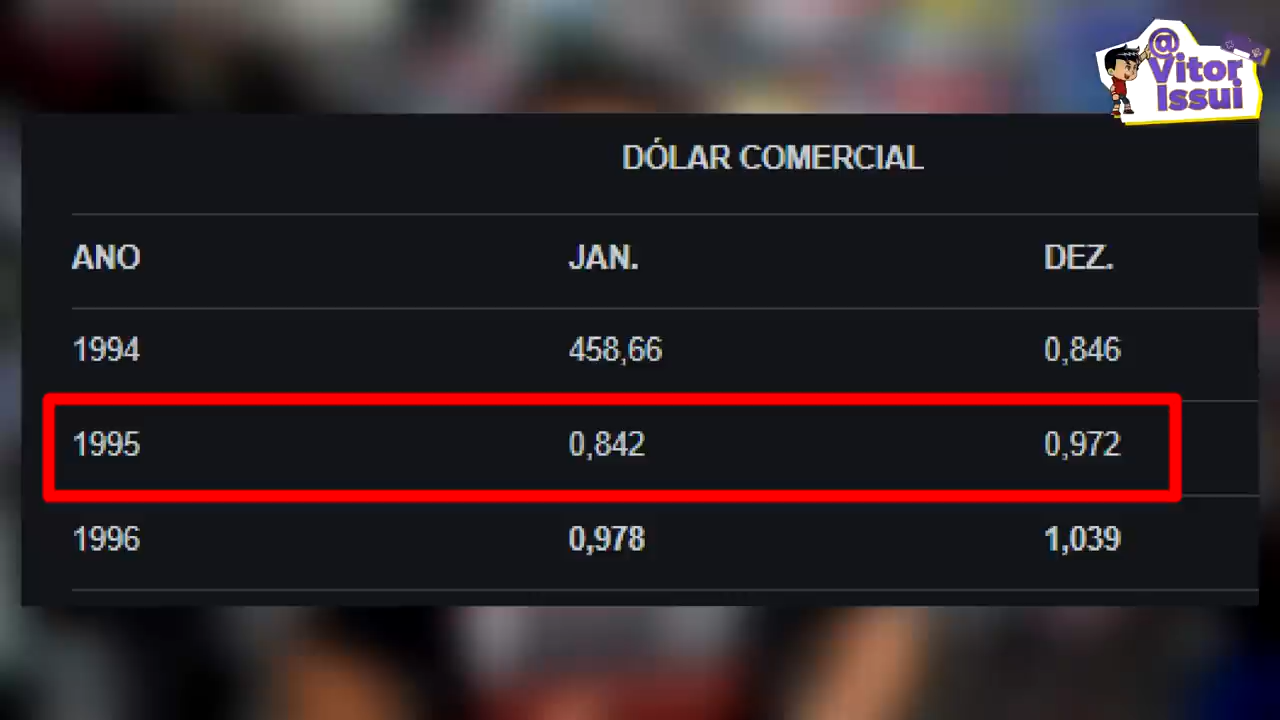 @
Vitor
Issui
DÓLAR COMERCIAL
ANO JAN. DEZ.
1994 458,66 0,846
1995 0,842 0,972
1996 0,978 1,039